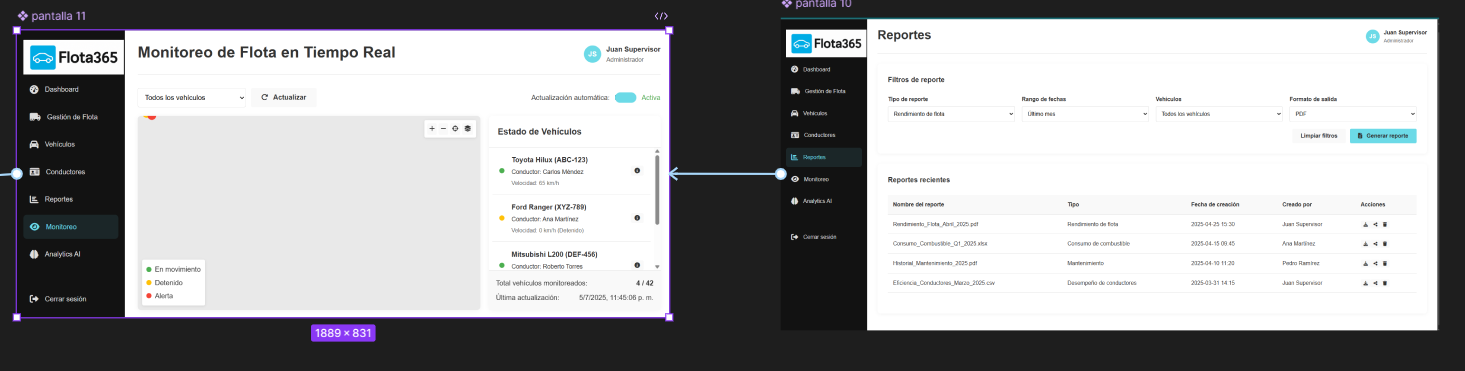 pantalla 11
Flota365
Dashboard
Gestión de Flota
Vehículos
Conductores
Reportes
Monitoreo
Analytics AI
Cerrar sesión
Monitoreo de Flota en Tiempo Real
JS
Juan Supervisor
Administrador
Todos los vehículos
Actualizar
Actualización automática:
Activa
En movimiento
Detenido
Alerta
Estado de Vehículos
Toyota Hilux (ABC-123)
Conductor: Carlos Méndez
Velocidad: 65 km/h
Ford Ranger (XYZ-789)
Conductor: Ana Martínez
Velocidad: 0 km/h (Detenido)
Mitsubishi L200 (DEF-456)
Conductor: Roberto Torres
Total vehículos monitoreados: 4 / 42
Última actualización: 5/7/2025, 11:45:06 p. m.
1889 × 831
pantalla 10
Flota365
Dashboard
Gestión de Flota
Vehículos
Conductores
Reportes
Monitoreo
Analytics AI
Cerrar sesión
Reportes
JS
Juan Supervisor
Administrador
Filtros de reporte
Tipo de reporte Rango de fechas Vehículos Formato de salida
Rendimiento de flota Último mes Todos los vehículos PDF
Limpiar filtros Generar reporte
Reportes recientes
Nombre del reporte Tipo Fecha de creación Creado por Acciones
Rendimiento_Flota_Abril_2025.pdf Rendimiento de flota 2025-04-25 15:30 Juan Supervisor
Consumo_Combustible_Q1_2025.xlsx Consumo de combustible 2025-04-15 09:45 Ana Martínez
Historial_Mantenimiento_2025.pdf Mantenimiento 2025-04-10 11:20 Pedro Ramírez
Eficiencia_Conductores_Marzo_2025.csv Desempeño de conductores 2025-03-31 14:15 Juan Supervisor